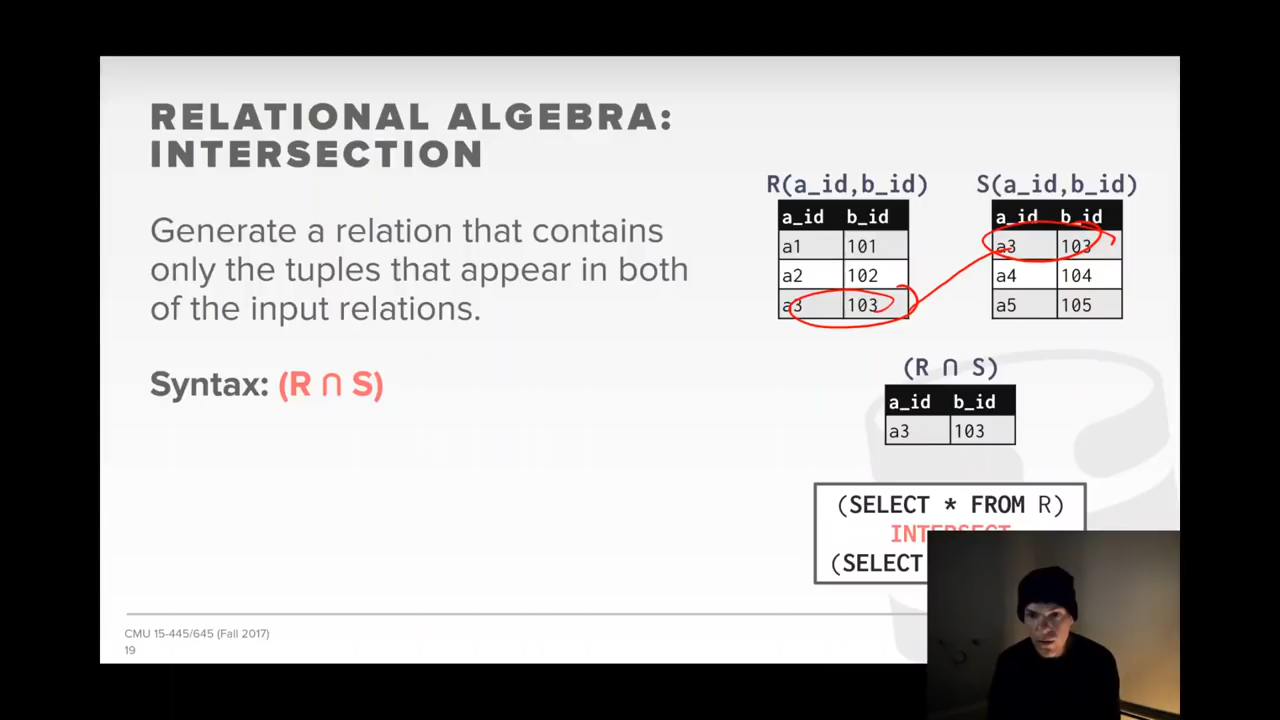 RELATIONAL ALGEBRA:
INTERSECTION
Generate a relation that contains
only the tuples that appear in both
of the input relations.
Syntax: (R ∩ S)
R(a_id,b_id)
a_id b_id
a1 101
a2 102
a3 103
S(a_id,b_id)
a_id b_id
a3 103
a4 104
a5 105
(R ∩ S)
a_id b_id
a3 103
(SELECT * FROM R)
INTERSECT
(SELECT
CMU 15-445/645 (Fall 2017)
19